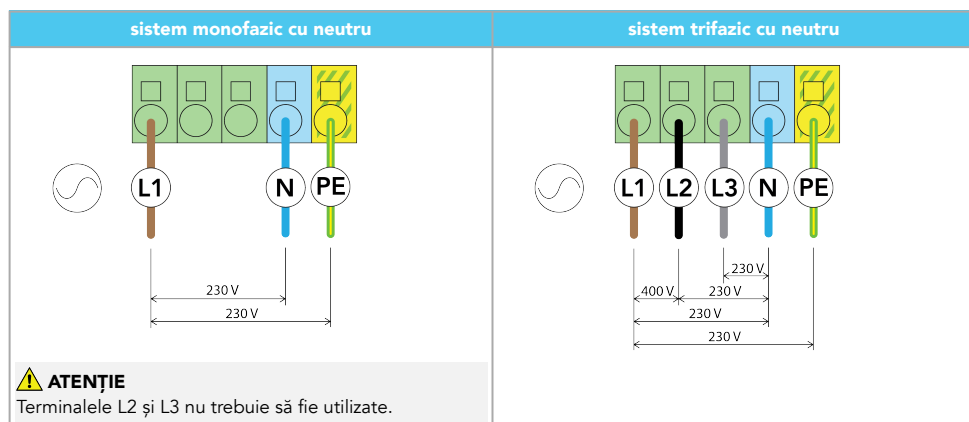 sistem monofazic cu neutru
L1 N PE
230 V
230 V
ATENȚIE
Terminalele L2 și L3 nu trebuie să fie utilizate.
sistem trifazic cu neutru
L1 L2 L3 N PE
230 V
400 V 230 V
230 V
230 V